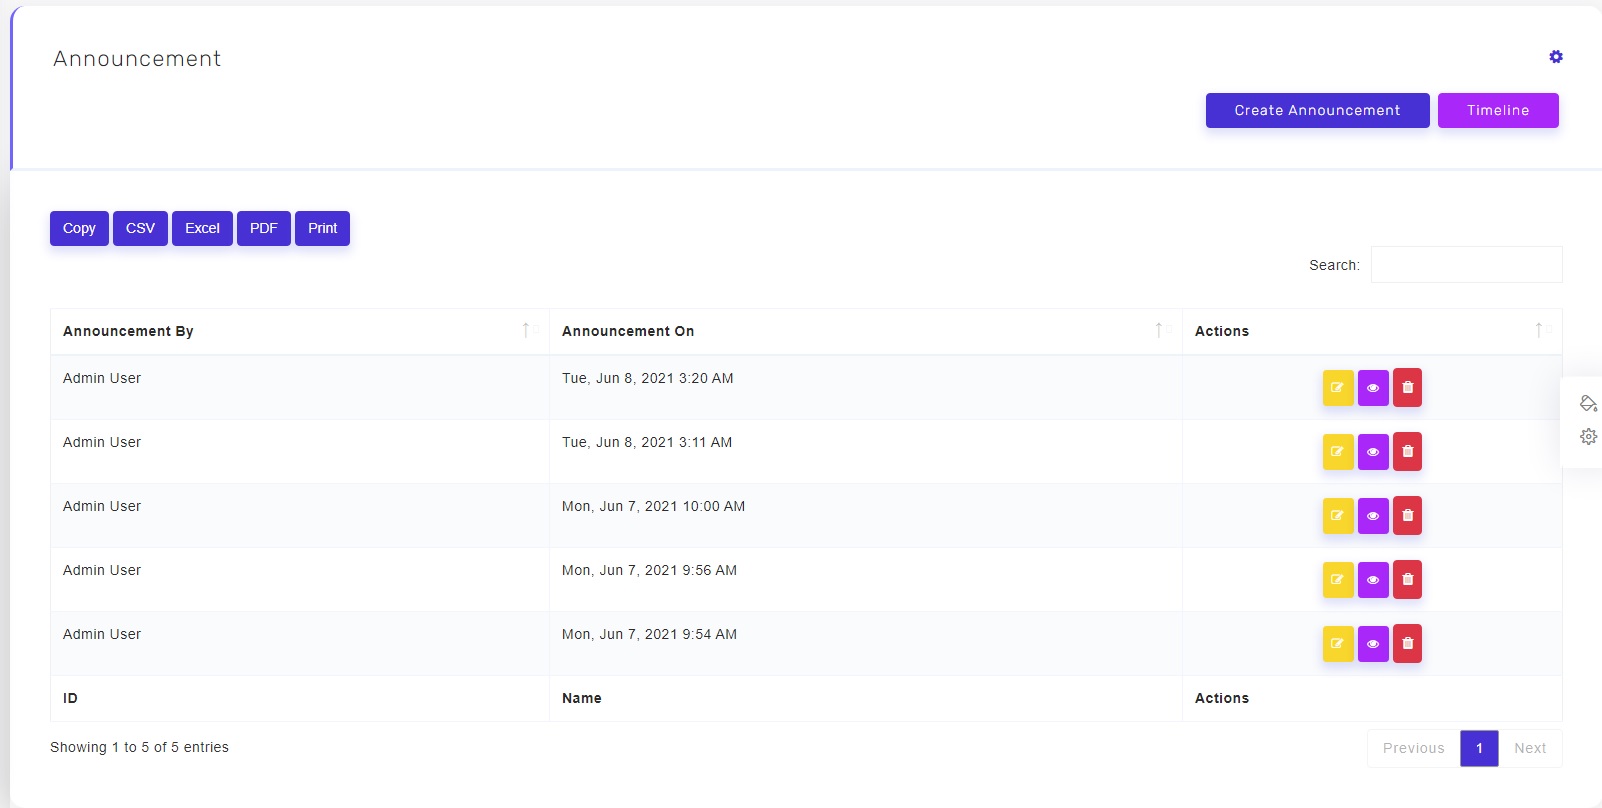 Announcement
Create Announcement Timeline
Copy CSV Excel PDF Print
Search:
Announcement By Announcement On Actions
Admin User Tue, Jun 8, 2021 3:20 AM
Admin User Tue, Jun 8, 2021 3:11 AM
Admin User Mon, Jun 7, 2021 10:00 AM
Admin User Mon, Jun 7, 2021 9:56 AM
Admin User Mon, Jun 7, 2021 9:54 AM
ID Name Actions
Showing 1 to 5 of 5 entries Previous 1 Next